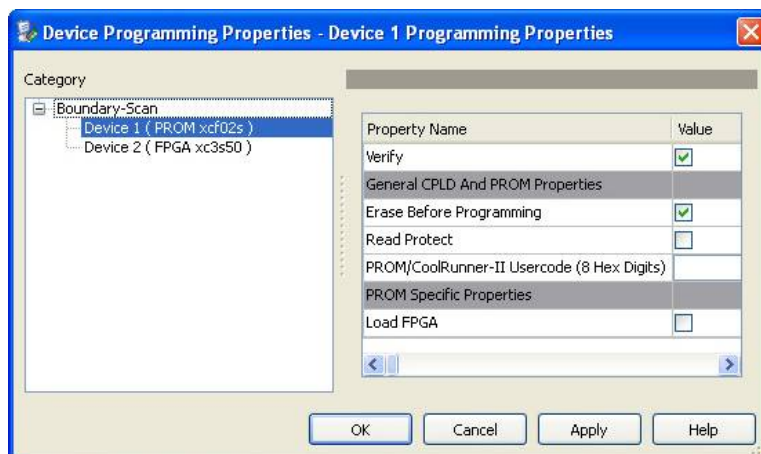 Device Programming Properties - Device 1 Programming Properties
Category
Boundary-Scan
Device 1 ( PROM xcf02s )
Device 2 ( FPGA xc3s50 )
Property Name Value
Verify
General CPLD And PROM Properties
Erase Before Programming
Read Protect
PROM/CoolRunner-II Usercode (8 Hex Digits)
PROM Specific Properties
Load FPGA
OK Cancel Apply Help